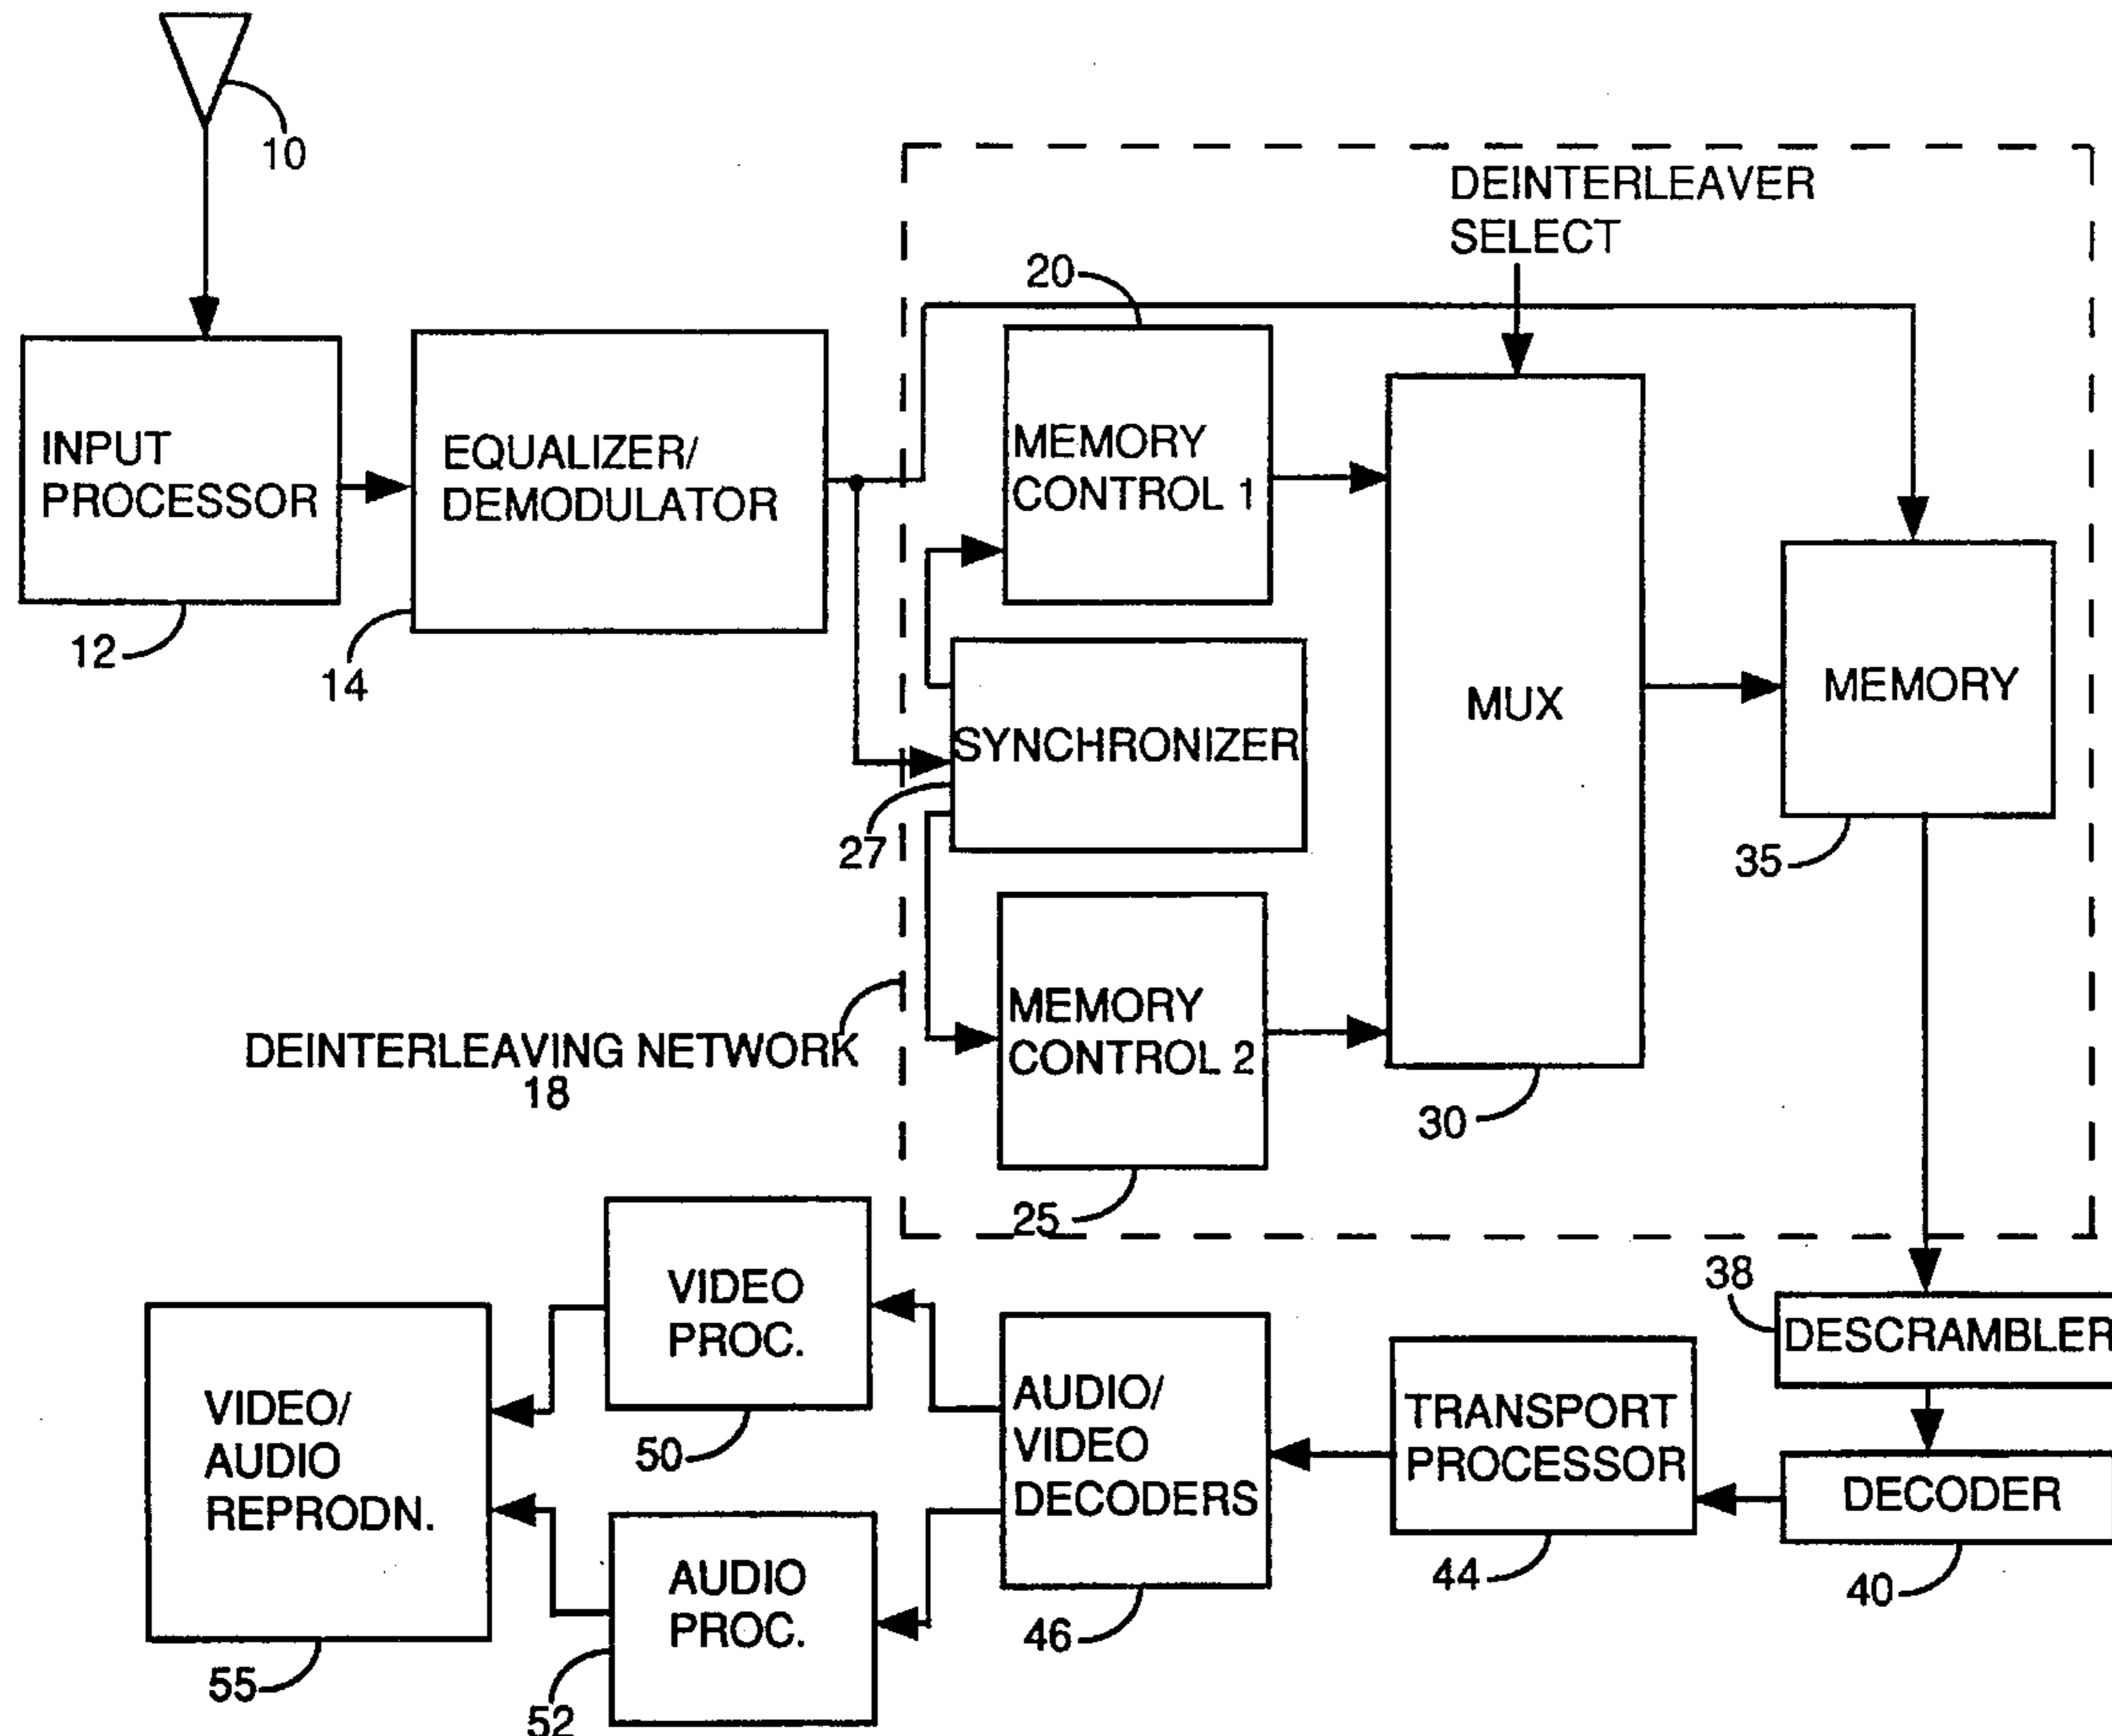 10
DEINTERLEAVER
SELECT
20
INPUT
PROCESSOR
12
EQUALIZER/
DEMODULATOR
14
MEMORY
CONTROL 1
SYNCHRONIZER
27
MUX
MEMORY
35
DEINTERLEAVING NETWORK
18
MEMORY
CONTROL 2
30
25
38
DESCRAMBLER
VIDEO
PROC.
50
VIDEO/
AUDIO
REPRODN.
55
AUDIO/
VIDEO
DECODERS
46
TRANSPORT
PROCESSOR
44
DECODER
40
AUDIO
PROC.
52